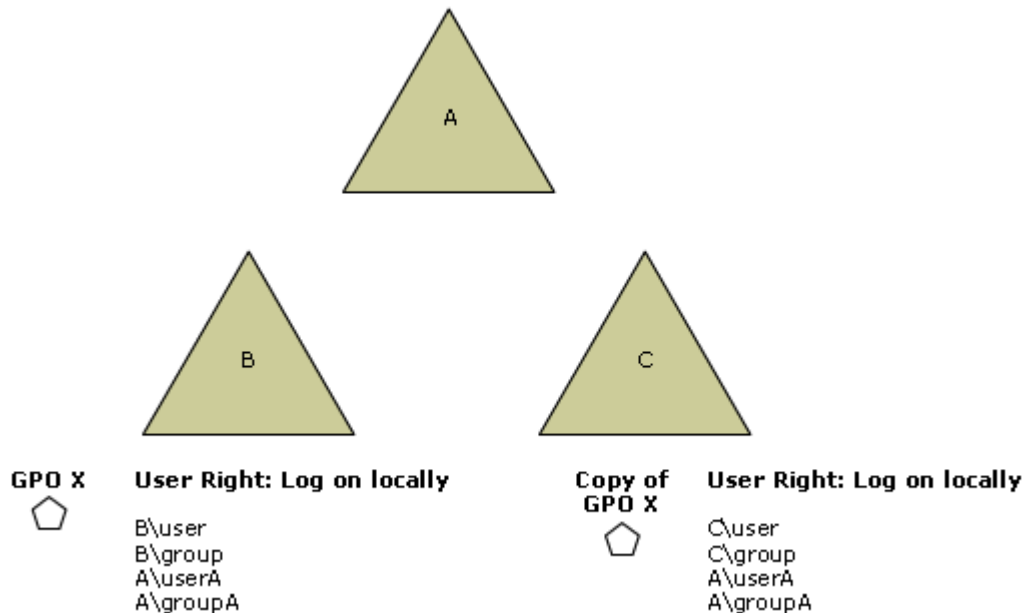 A
B
C
GPO X
User Right: Log on locally
B\user
B\group
A\userA
A\groupA
Copy of
GPO X
User Right: Log on locally
C\user
C\group
A\userA
A\groupA